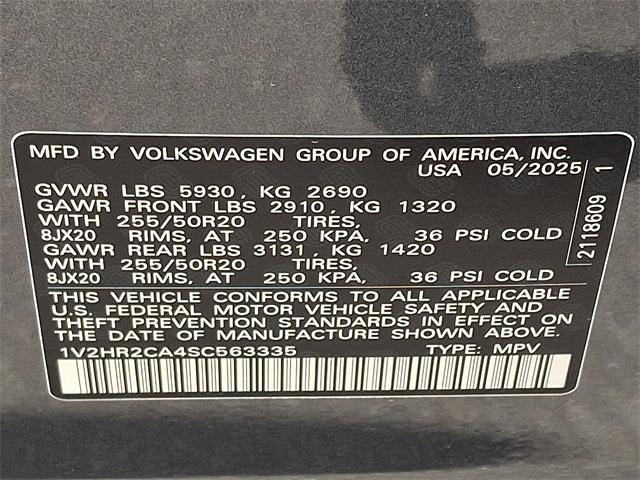 MFD BY VOLKSWAGEN GROUP OF AMERICA, INC.
USA 05/2025
GVWR LBS 5930, KG 2690
GAWR FRONT LBS 2910, KG 1320
WITH 255/50R20 TIRES,
8JX20 RIMS, AT 250 KPA, 36 PSI COLD
GAWR REAR LBS 3131, KG 1420
WITH 255/50R20 TIRES,
8JX20 RIMS, AT 250 KPA, 36 PSI COLD
THIS VEHICLE CONFORMS TO ALL APPLICABLE
U.S. FEDERAL MOTOR VEHICLE SAFETY, BUMPER,
AND THEFT PREVENTION STANDARDS IN EFFECT ON
THE DATE OF MANUFACTURE SHOWN ABOVE.
1V2HR2CA4SC563335 TYPE: MPV
2118609 1